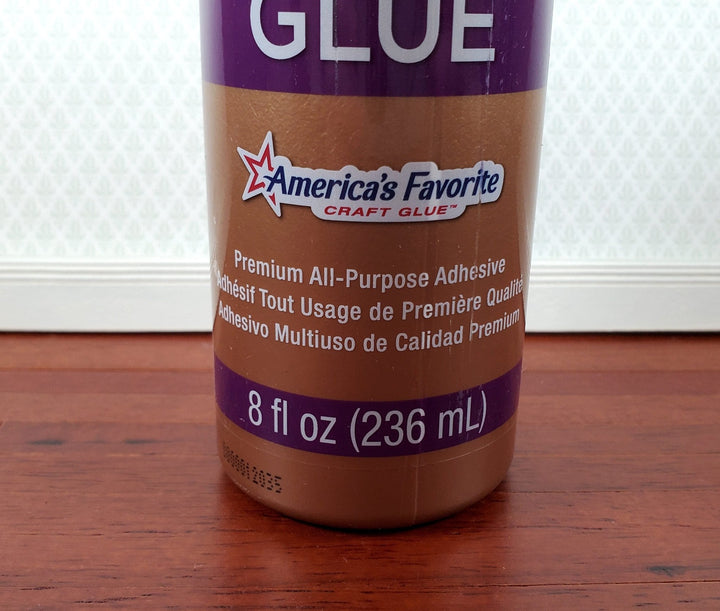 GLUE
America's Favorite
CRAFT GLUE™
Premium All-Purpose Adhesive
Adhésif Tout Usage de Première Qualité
Adhesivo Multiuso de Calidad Premium
8 fl oz (236 mL)